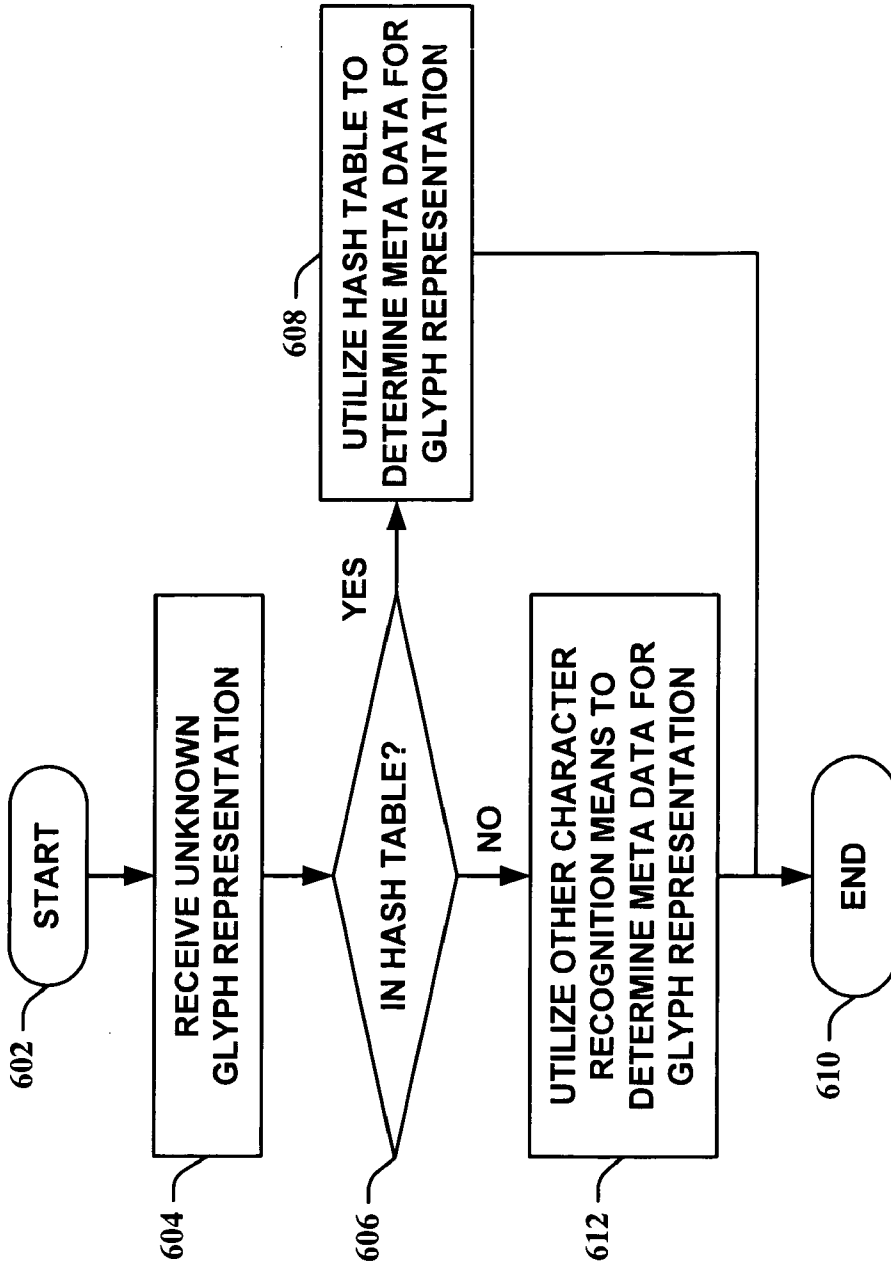 602
START
604
RECEIVE UNKNOWN
GLYPH REPRESENTATION
606
IN HASH TABLE?
YES
608
UTILIZE HASH TABLE TO
DETERMINE META DATA FOR
GLYPH REPRESENTATION
NO
612
UTILIZE OTHER CHARACTER
RECOGNITION MEANS TO
DETERMINE META DATA FOR
GLYPH REPRESENTATION
610
END